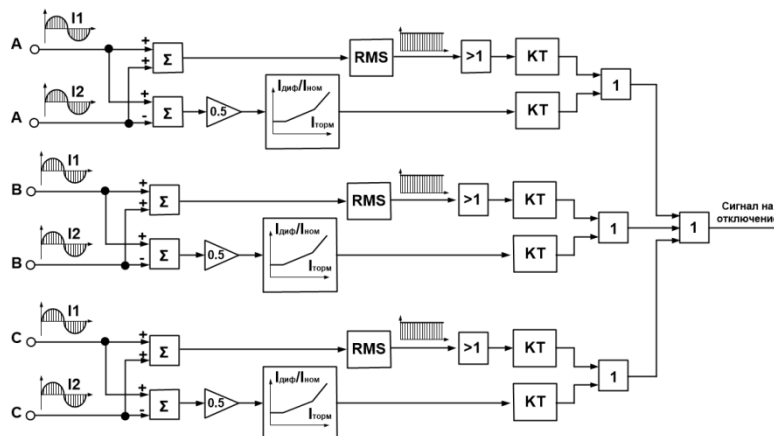 I1
A
+
+
Σ
RMS
>1
KT
I2
A
+
-
Σ
0.5
Iдиф/Iном
Iторм
KT
1
I1
B
+
+
Σ
RMS
>1
KT
I2
B
+
-
Σ
0.5
Iдиф/Iном
Iторм
KT
1
1
Сигнал на
отключение
I1
C
+
+
Σ
RMS
>1
KT
I2
C
+
-
Σ
0.5
Iдиф/Iном
Iторм
KT
1